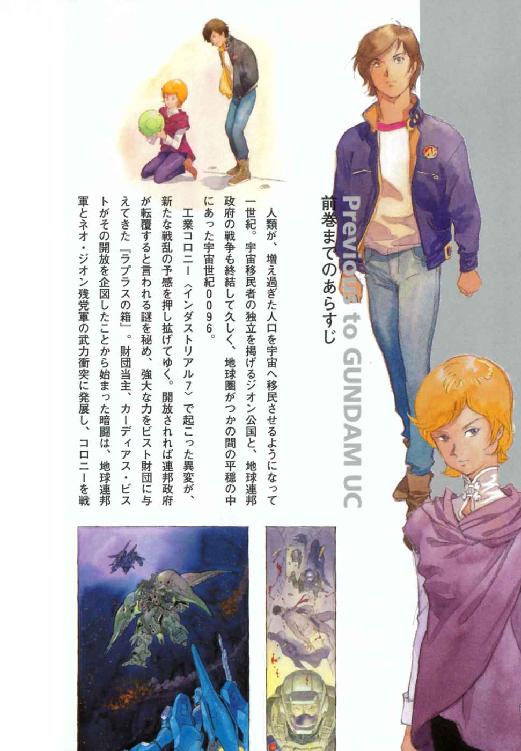 Previous to GUNDAM UC
前巻までのあらすじ
人類が、増え過ぎた人口を宇宙へ移民させるようになって
一世紀。宇宙移民者の独立を掲げるジオン公国と、地球連邦
政府の戦争も終結して久しく、地球圏がつかの間の平穏の中
にあった宇宙世紀0096。
工業コロニー〈インダストリアル7〉で起こった異変が、
新たな戦乱の予感を押し拡げてゆく。開放されれば連邦政府
が転覆すると言われる謎を秘め、強大な力をビスト財団に与
えてきた『ラプラスの箱』。財団当主、カーディアス・ビス
トがその開放を企図したことから始まった暗闘は、地球連邦
軍とネオ・ジオン残党軍の武力衝突に発展し、コロニーを戦